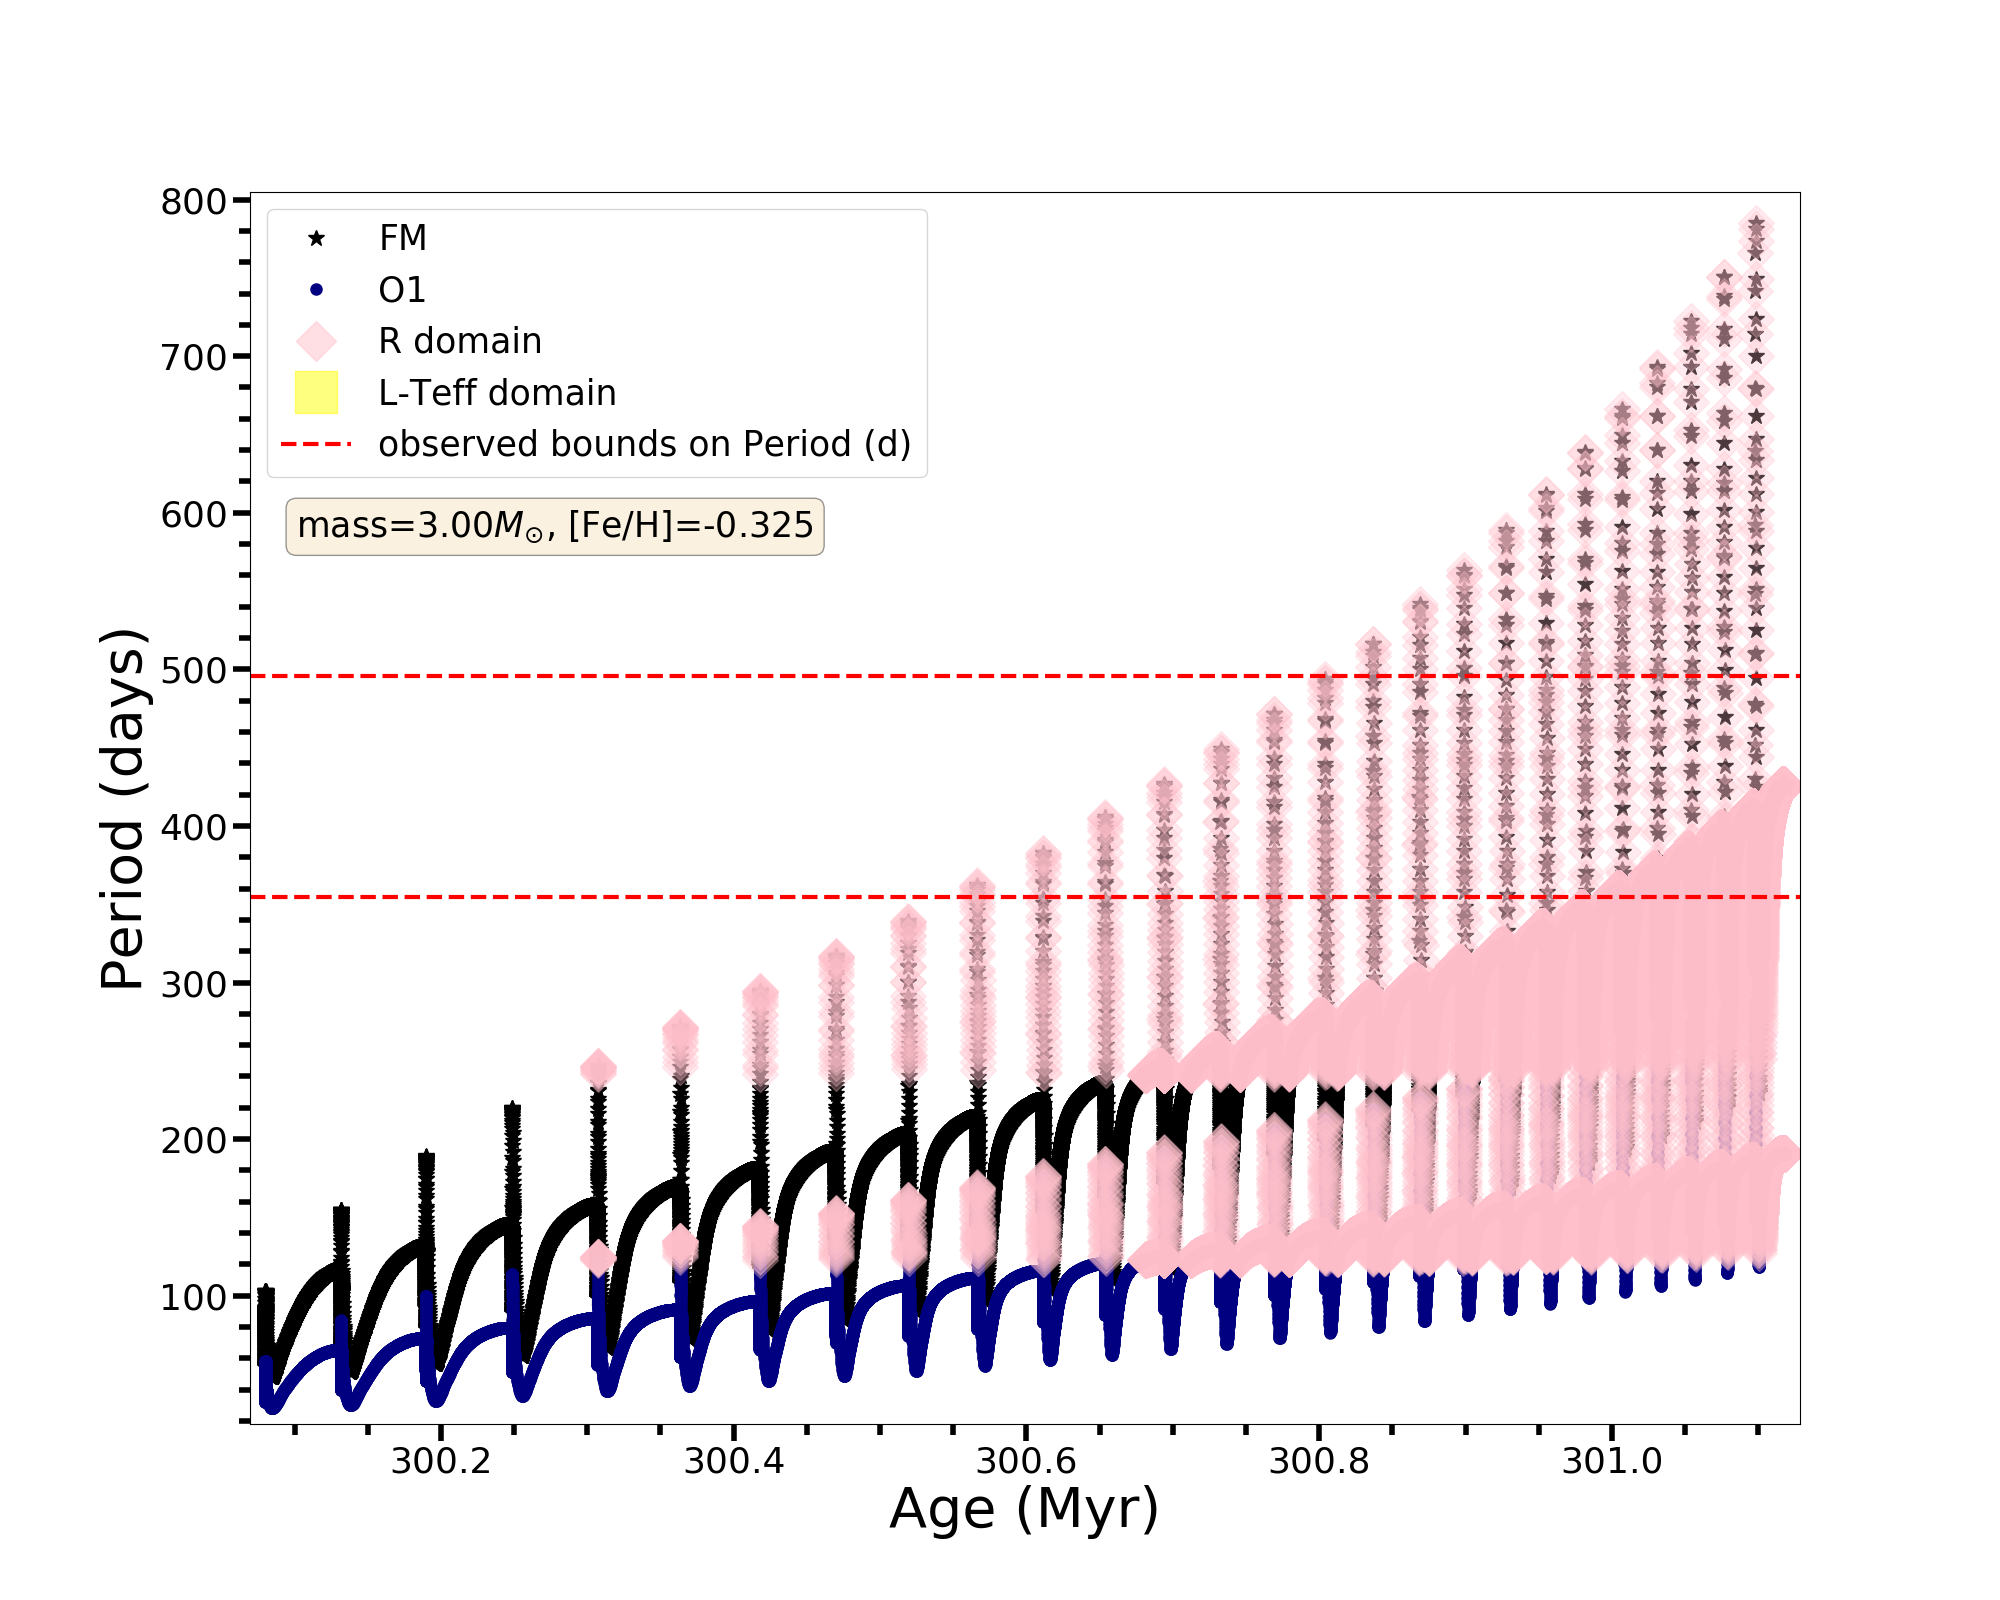 800
700
600
500
400
300
200
100
Period (days)
FM
O1
R domain
L-Teff domain
observed bounds on Period (d)
mass=3.00M⊙, [Fe/H]=-0.325
300.2 300.4 300.6 300.8 301.0
Age (Myr)